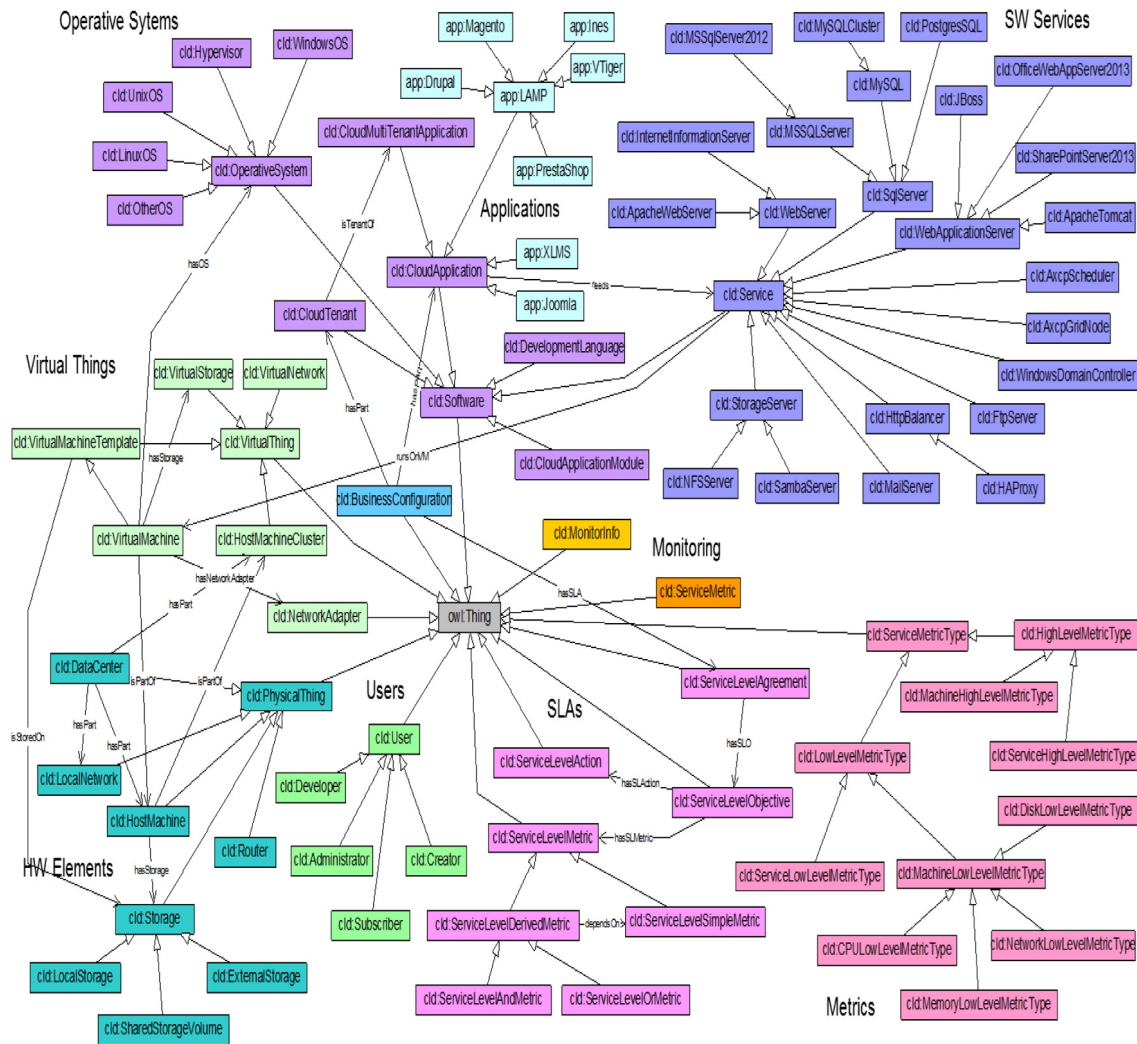 Operative Sytems
SW Services
app:Magento
app:Ines
cld:MySQLCluster
cld:PostgresSQL
cld:WindowsOS
cld:MSSqlServer2012
cld:Hypervisor
app:VTiger
cld:OfficeWebAppServer2013
app:Drupal
app:LAMP
cld:MySQL
cld:UnixOS
cld:JBoss
cld:CloudMultiTenantApplication
cld:InternetInformationServer
cld:MSSQLServer
cld:LinuxOS
cld:OperativeSystem
app:PrestaShop
cld:SharePointServer2013
cld:SqlServer
cld:OtherOS
Applications
cld:ApacheWebServer
cld:WebServer
cld:ApacheTomcat
isTenantOf
cld:WebApplicationServer
app:XLMS
hasOS
cld:CloudApplication
needs
cld:AxcpScheduler
cld:Service
app:Joomla
cld:CloudTenant
cld:AxcpGridNode
cld:DevelopmentLanguage
Virtual Things
cld:VirtualStorage
cld:VirtualNetwork
cld:WindowsDomainController
hasPart
hasPart
cld:Software
cld:StorageServer
cld:HttpBalancer
cld:FtpServer
cld:VirtualMachineTemplate
cld:VirtualThing
hasStorage
runsOnVM
cld:CloudApplicationModule
cld:NFSServer
cld:SambaServer
cld:MailServer
cld:HAProxy
cld:BusinessConfiguration
cld:VirtualMachine
cld:HostMachineCluster
cld:MonitorInfo
Monitoring
hasNetworkAdapter
hasSLA
cld:ServiceMetric
hasPart
cld:NetworkAdapter
owl:Thing
cld:ServiceMetricType
cld:HighLevelMetricType
cld:DataCenter
isPartOf
isPartOf
cld:PhysicalThing
Users
cld:ServiceLevelAgreement
cld:MachineHighLevelMetricType
SLAs
hasPart
isStoredOn
hasPart
cld:User
hasSLO
cld:ServiceLevelAction
cld:LowLevelMetricType
cld:ServiceHighLevelMetricType
cld:LocalNetwork
cld:Developer
hasSLAction
cld:ServiceLevelObjective
cld:HostMachine
cld:DiskLowLevelMetricType
cld:ServiceLevelMetric
hasSLMetric
cld:Router
cld:Administrator
cld:Creator
HW Elements
hasStorage
cld:ServiceLowLevelMetricType
cld:MachineLowLevelMetricType
cld:Storage
cld:Subscriber
cld:ServiceLevelDerivedMetric
dependsOn
cld:ServiceLevelSimpleMetric
cld:CPULowLevelMetricType
cld:NetworkLowLevelMetricType
cld:LocalStorage
cld:ExternalStorage
cld:ServiceLevelAndMetric
cld:ServiceLevelOrMetric
Metrics
cld:MemoryLowLevelMetricType
cld:SharedStorageVolume